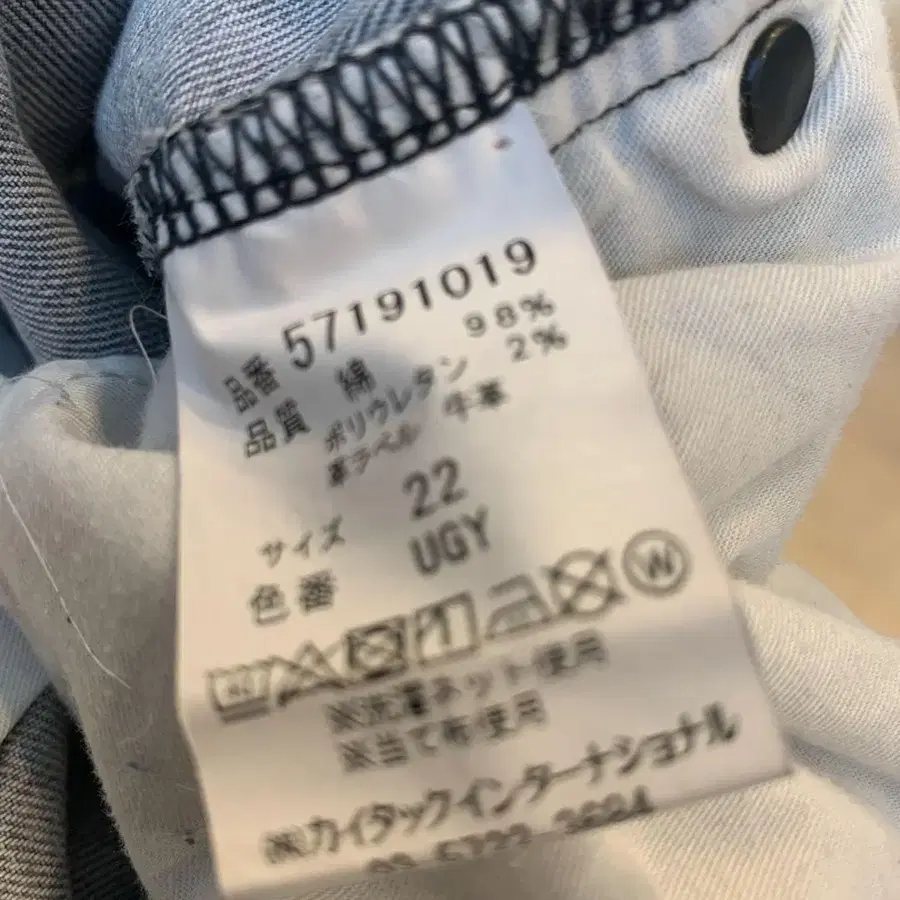 品番 57191019
品質 綿 98%
ポリウレタン 2%
革ラベル 牛革
サイズ 22
色番 UGY
W
※洗濯ネット使用
※当て布使用
㈱カイタックインターナショナル